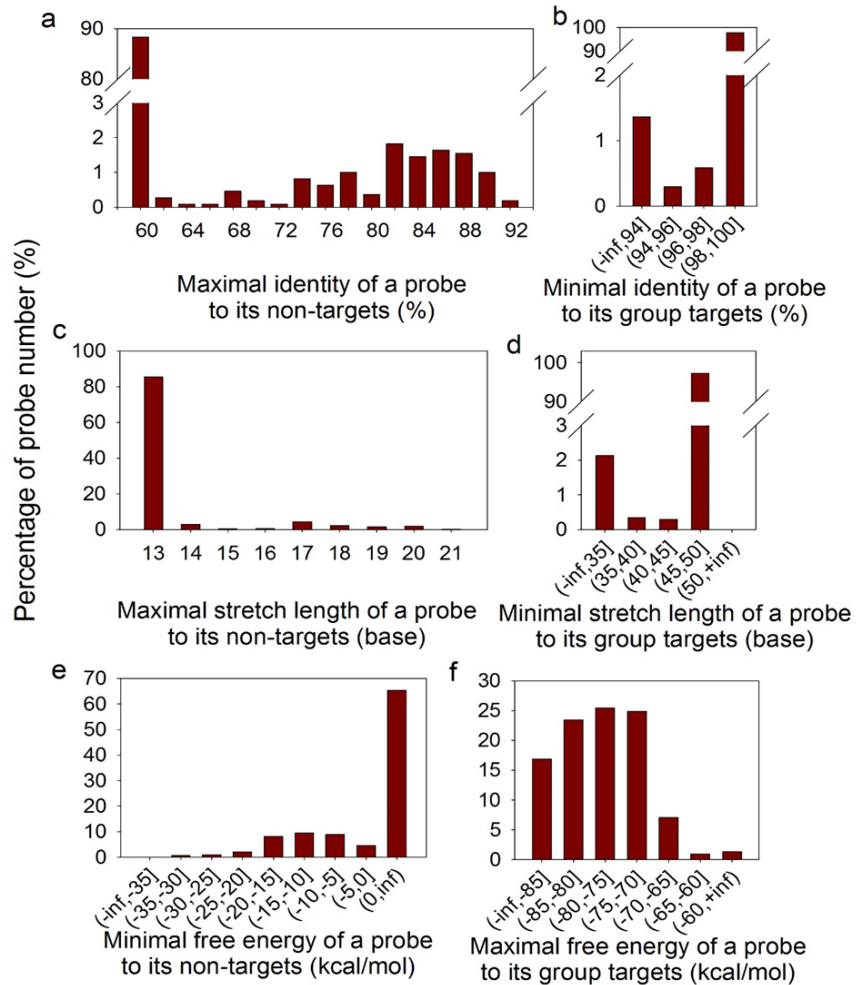 a
90
80
3
2
1
0
60 64 68 72 76 80 84 88 92
Maximal identity of a probe
to its non-targets (%)
b
100
90
2
1
0
(-inf,94]
(94,96]
(96,98]
(98,100]
Minimal identity of a probe
to its group targets (%)
Percentage of probe number (%)
c
100
80
60
40
20
0
13 14 15 16 17 18 19 20 21
Maximal stretch length of a probe
to its non-targets (base)
d
100
90
3
2
1
0
(-inf,35]
(35,40]
(40,45]
(45,50]
(50,+inf)
Minimal stretch length of a probe
to its group targets (base)
e
70
60
50
40
30
20
10
0
(-inf,-35]
(-35,-30]
(-30,-25]
(-25,-20]
(-20,-15]
(-15,-10]
(-10,-5]
(-5,0]
(0,inf)
Minimal free energy of a probe
to its non-targets (kcal/mol)
f
30
25
20
15
10
5
0
(-inf,-85]
(-85,-80]
(-80,-75]
(-75,-70]
(-70,-65]
(-65,-60]
(-60,+inf)
Maximal free energy of a probe
to its group targets (kcal/mol)